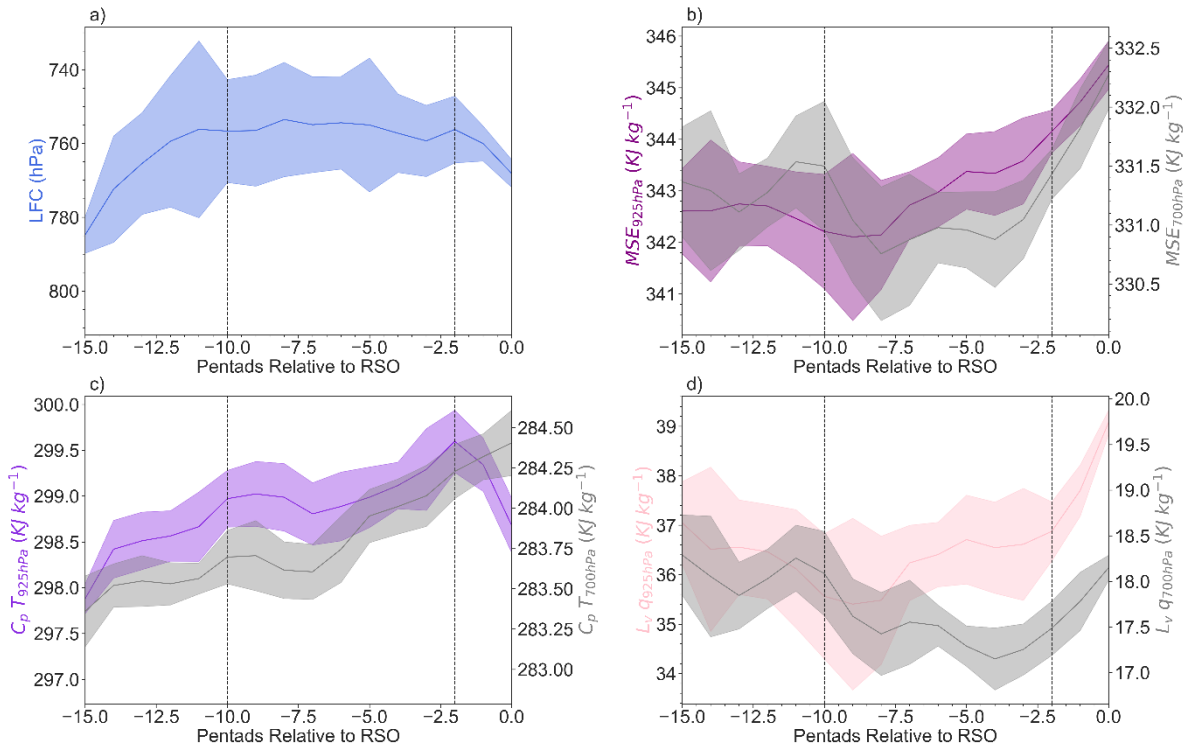 a)
740
760
780
800
LFC (hPa)
−15.0 −12.5 −10.0 −7.5 −5.0 −2.5 0.0
Pentads Relative to RSO
b)
346
345
344
343
342
341
MSE925hPa (KJ kg−1)
332.5
332.0
331.5
331.0
330.5
MSE700hPa (KJ kg−1)
−15.0 −12.5 −10.0 −7.5 −5.0 −2.5 0.0
Pentads Relative to RSO
c)
300.0
299.5
299.0
298.5
298.0
297.5
297.0
Cp T925hPa (KJ kg−1)
284.50
284.25
284.00
283.75
283.50
283.25
283.00
Cp T700hPa (KJ kg−1)
−15.0 −12.5 −10.0 −7.5 −5.0 −2.5 0.0
Pentads Relative to RSO
d)
39
38
37
36
35
34
Lv q925hPa (KJ kg−1)
20.0
19.5
19.0
18.5
18.0
17.5
17.0
Lv q700hPa (KJ kg−1)
−15.0 −12.5 −10.0 −7.5 −5.0 −2.5 0.0
Pentads Relative to RSO